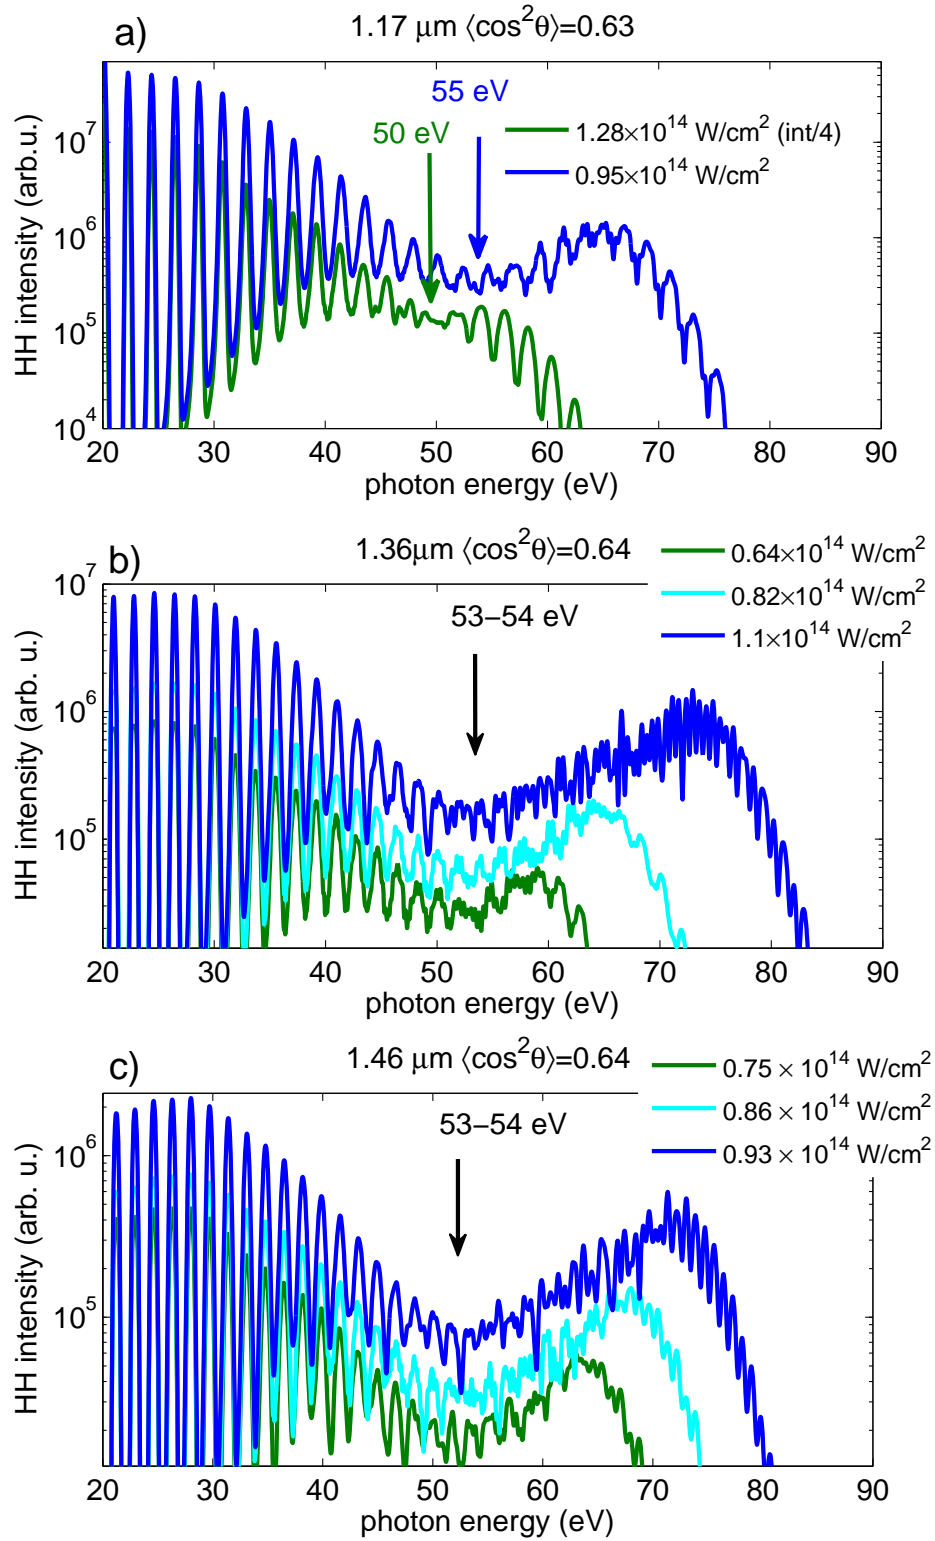 a) 1.17 μm ⟨cos²θ⟩=0.63
55 eV
50 eV
1.28×10¹⁴ W/cm² (int/4)
0.95×10¹⁴ W/cm²
HH intensity (arb.u.)
10⁷
10⁶
10⁵
10⁴
20 30 40 50 60 70 80 90
photon energy (eV)
b) 1.36μm ⟨cos²θ⟩=0.64
0.64×10¹⁴ W/cm²
0.82×10¹⁴ W/cm²
1.1×10¹⁴ W/cm²
53–54 eV
HH intensity (arb. u.)
10⁷
10⁶
10⁵
20 30 40 50 60 70 80 90
photon energy (eV)
c) 1.46 μm ⟨cos²θ⟩=0.64
0.75 × 10¹⁴ W/cm²
0.86 × 10¹⁴ W/cm²
0.93 × 10¹⁴ W/cm²
53–54 eV
HH intensity (arb. u.)
10⁶
10⁵
20 30 40 50 60 70 80 90
photon energy (eV)